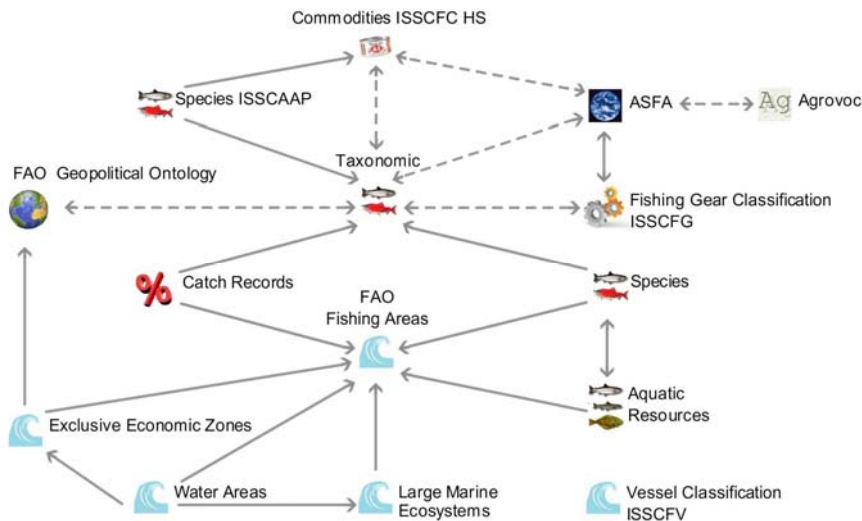 Commodities ISSCFC HS
Species ISSCAAP
ASFA
Ag
Agrovoc
Taxonomic
FAO Geopolitical Ontology
Fishing Gear Classification
ISSCFG
%
Catch Records
Species
FAO
Fishing Areas
Aquatic
Resources
Exclusive Economic Zones
Water Areas
Large Marine
Ecosystems
Vessel Classification
ISSCFV